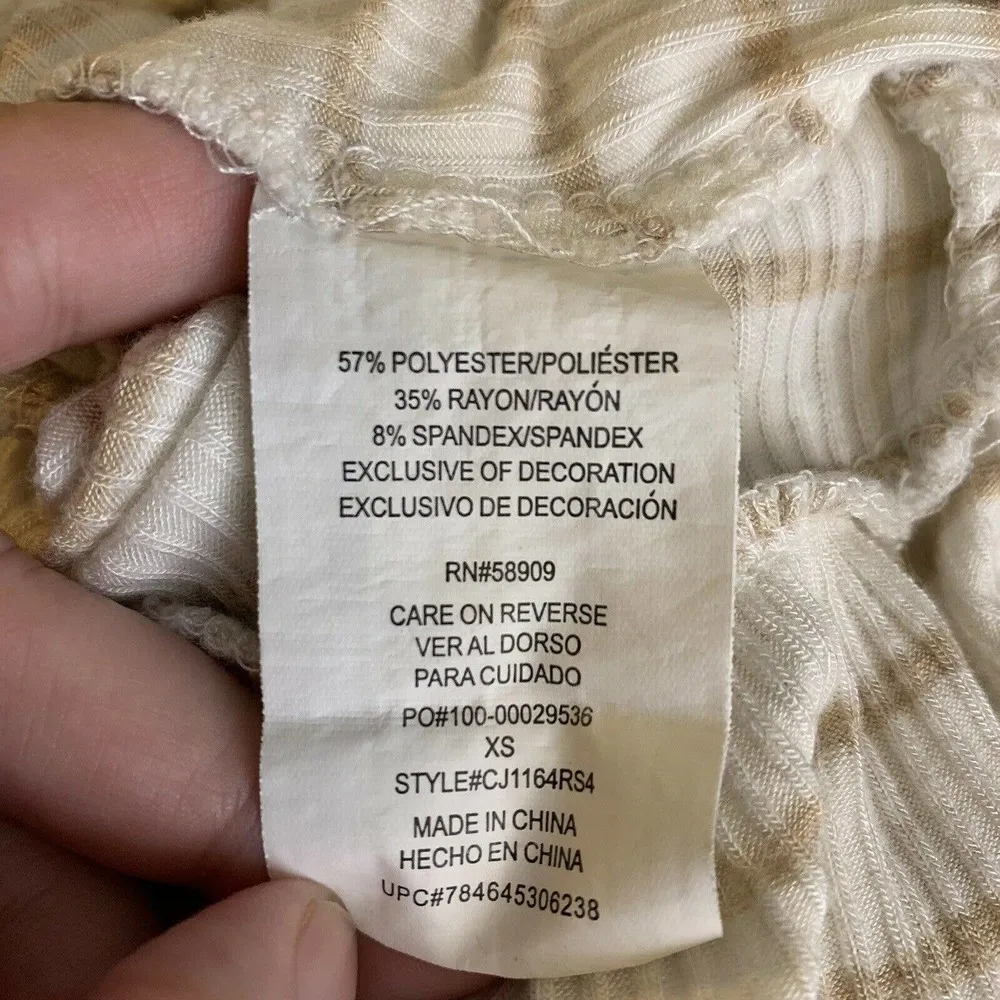 57% POLYESTER/POLIÉSTER
35% RAYON/RAYÓN
8% SPANDEX/SPANDEX
EXCLUSIVE OF DECORATION
EXCLUSIVO DE DECORACIÓN
RN#58909
CARE ON REVERSE
VER AL DORSO
PARA CUIDADO
PO#100-00029536
XS
STYLE#CJ1164RS4
MADE IN CHINA
HECHO EN CHINA
UPC#784645306238